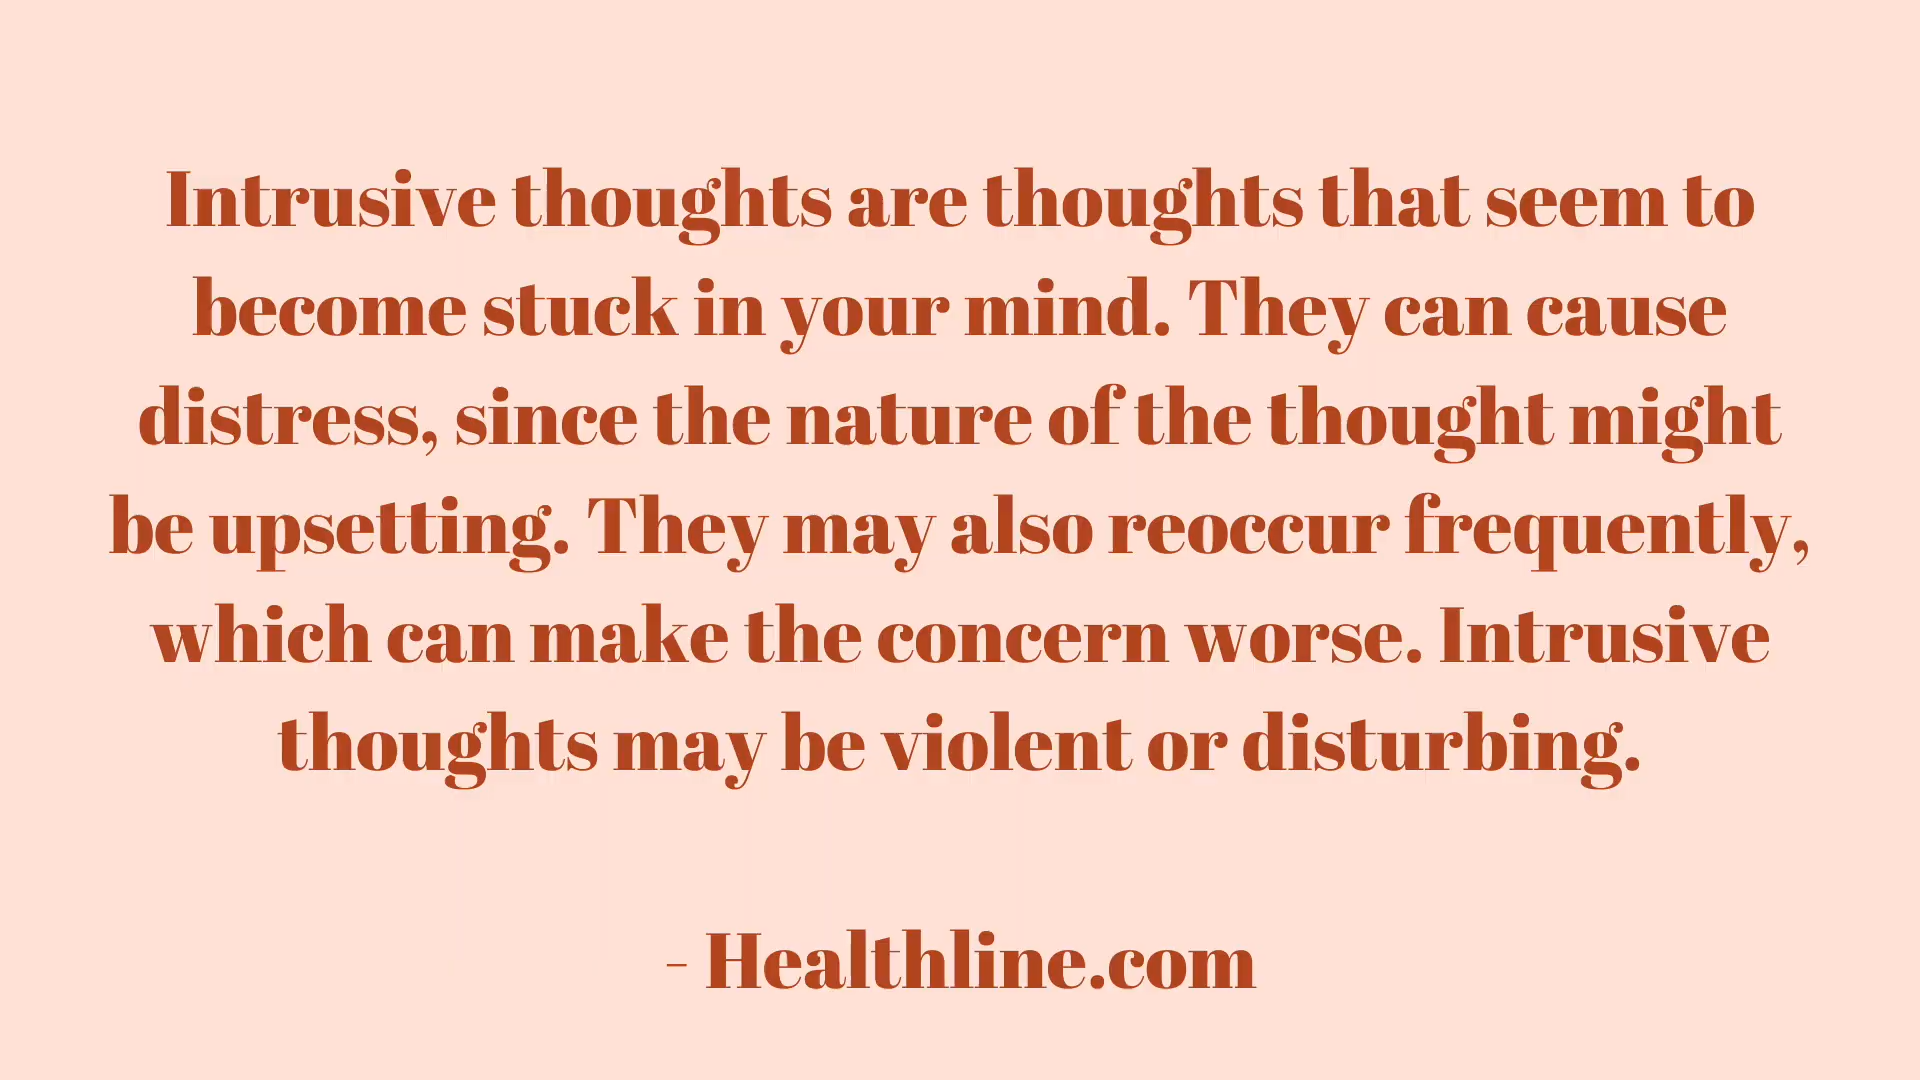 Intrusive thoughts are thoughts that seem to
become stuck in your mind. They can cause
distress, since the nature of the thought might
be upsetting. They may also reoccur frequently,
which can make the concern worse. Intrusive
thoughts may be violent or disturbing.
- Healthline.com